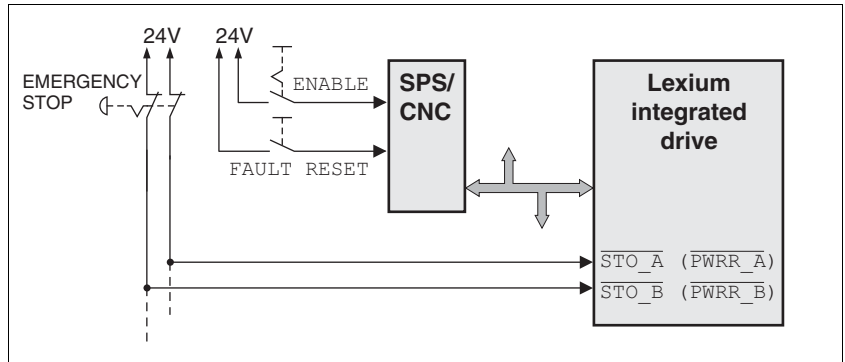 24V 24V
EMERGENCY
STOP
ENABLE
FAULT RESET
SPS/
CNC
Lexium
integrated
drive
STO_A (PWRR_A)
STO_B (PWRR_B)